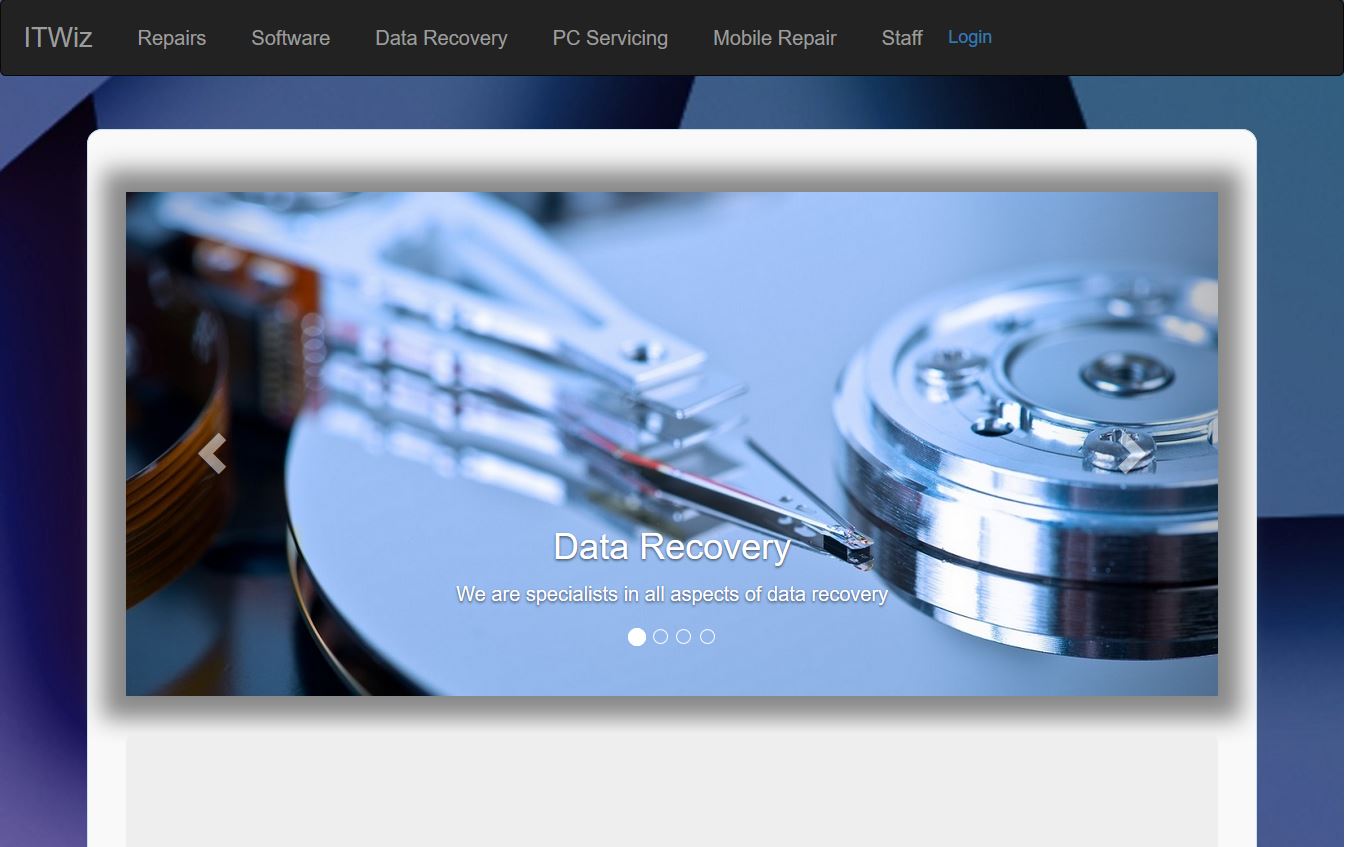 ITWiz Repairs Software Data Recovery PC Servicing Mobile Repair Staff Login
Data Recovery
We are specialists in all aspects of data recovery